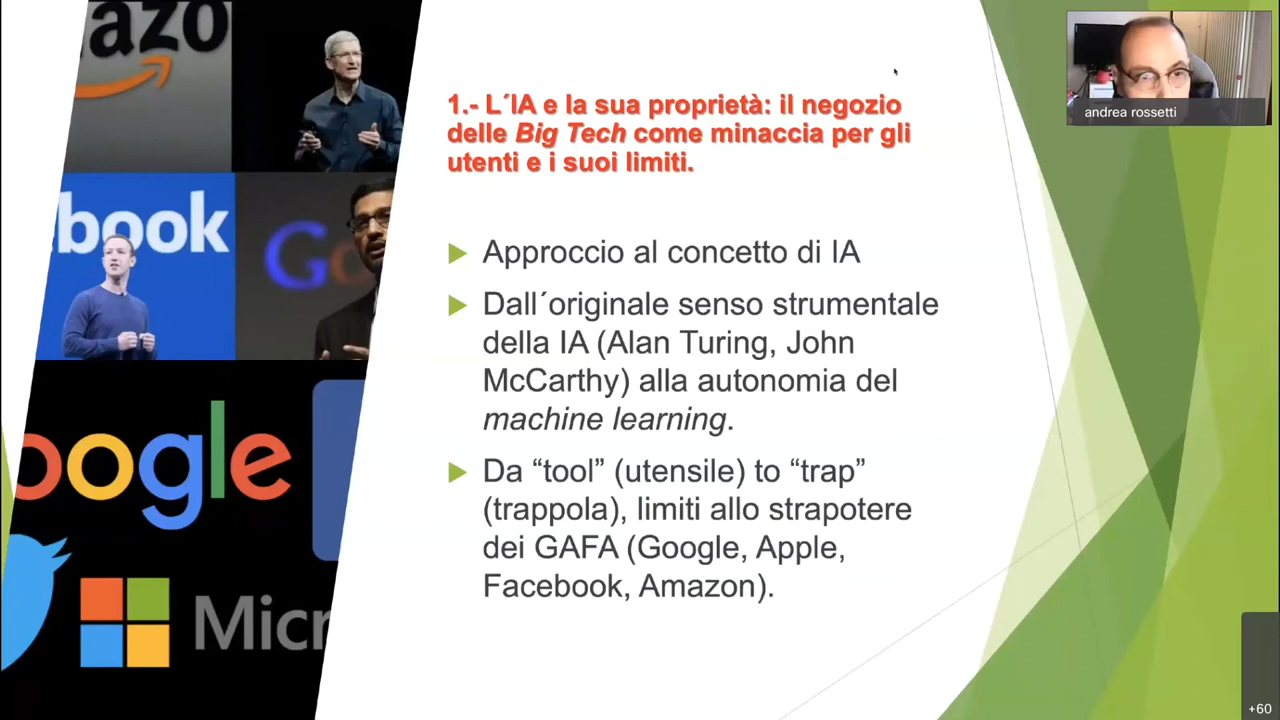 azo
book
Go
oogle
Micr
1.- L´IA e la sua proprietà: il negozio
delle Big Tech come minaccia per gli
utenti e i suoi limiti.
Approccio al concetto di IA
Dall´originale senso strumentale
della IA (Alan Turing, John
McCarthy) alla autonomia del
machine learning.
Da “tool” (utensile) to “trap”
(trappola), limiti allo strapotere
dei GAFA (Google, Apple,
Facebook, Amazon).
andrea rossetti
+60